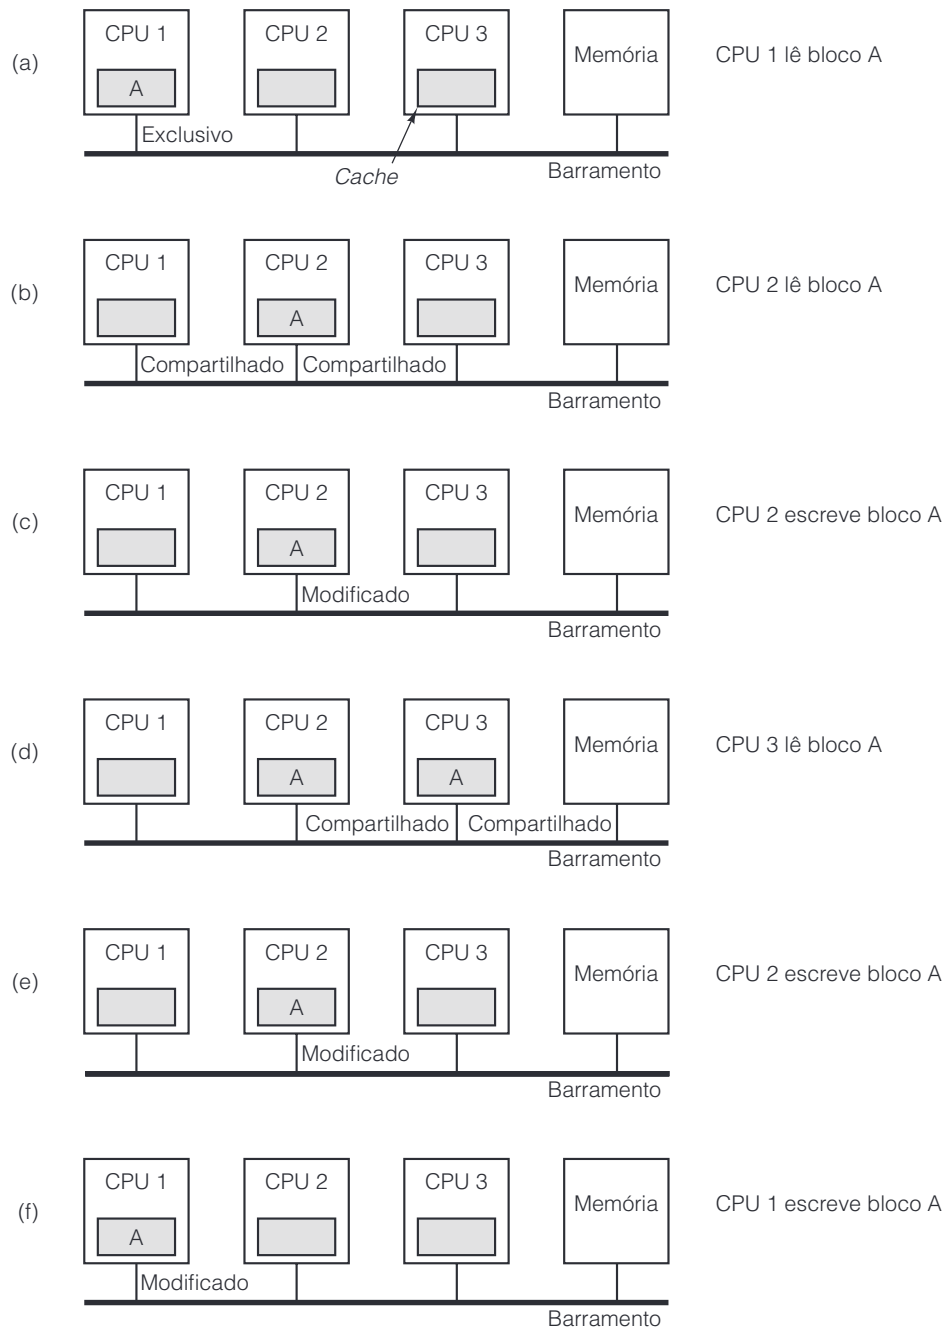 (a)
CPU 1
CPU 2
CPU 3
Memória
CPU 1 lê bloco A
A
Exclusivo
Cache
Barramento
(b)
CPU 1
CPU 2
CPU 3
Memória
CPU 2 lê bloco A
A
Compartilhado
Compartilhado
Barramento
(c)
CPU 1
CPU 2
CPU 3
Memória
CPU 2 escreve bloco A
A
Modificado
Barramento
(d)
CPU 1
CPU 2
CPU 3
Memória
CPU 3 lê bloco A
A
A
Compartilhado
Compartilhado
Barramento
(e)
CPU 1
CPU 2
CPU 3
Memória
CPU 2 escreve bloco A
A
Modificado
Barramento
(f)
CPU 1
CPU 2
CPU 3
Memória
CPU 1 escreve bloco A
A
Modificado
Barramento